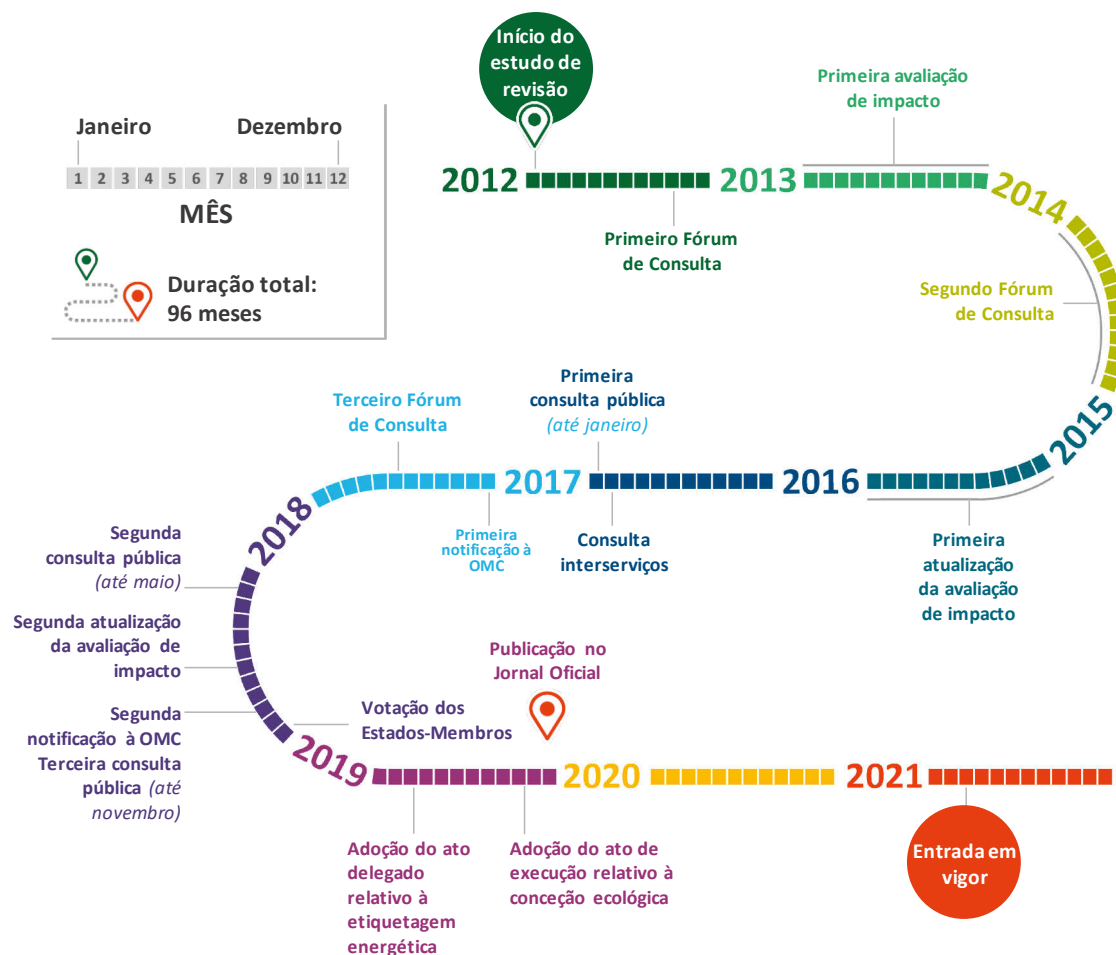 Início do
estudo de
revisão
Primeira avaliação
de impacto
Janeiro
Dezembro
1 2 3 4 5 6 7 8 9 10 11 12
MÊS
Duração total:
96 meses
2012
2013
2014
Primeiro Fórum
de Consulta
Segundo Fórum
de Consulta
2015
Primeira
consulta pública
(até janeiro)
Terceiro Fórum
de Consulta
2018
2017
2016
Primeira
notificação à
OMC
Consulta
interserviços
Primeira
atualização
da avaliação
de impacto
Segunda
consulta pública
(até maio)
Segunda atualização
da avaliação de
impacto
Segunda
notificação à OMC
Terceira consulta
pública (até
novembro)
Votação dos
Estados-Membros
Publicação no
Jornal Oficial
2019
2020
2021
Adoção do ato
delegado
relativo à
etiquetagem
energética
Adoção do ato de
execução relativo à
conceção ecológica
Entrada em
vigor